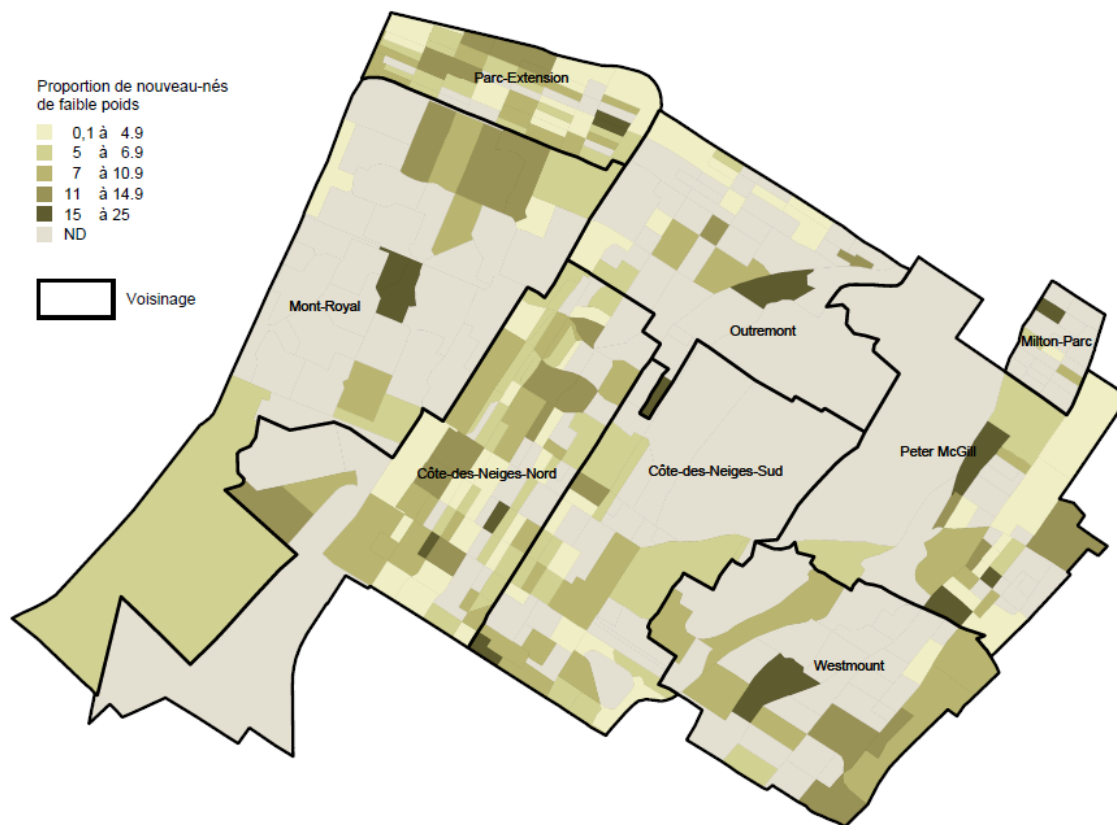 Proportion de nouveau-nés
de faible poids
0,1 à 4.9
5 à 6.9
7 à 10.9
11 à 14.9
15 à 25
ND
Voisinage
Parc-Extension
Mont-Royal
Outremont
Milton-Parc
Peter McGill
Côte-des-Neiges-Nord
Côte-des-Neiges-Sud
Westmount